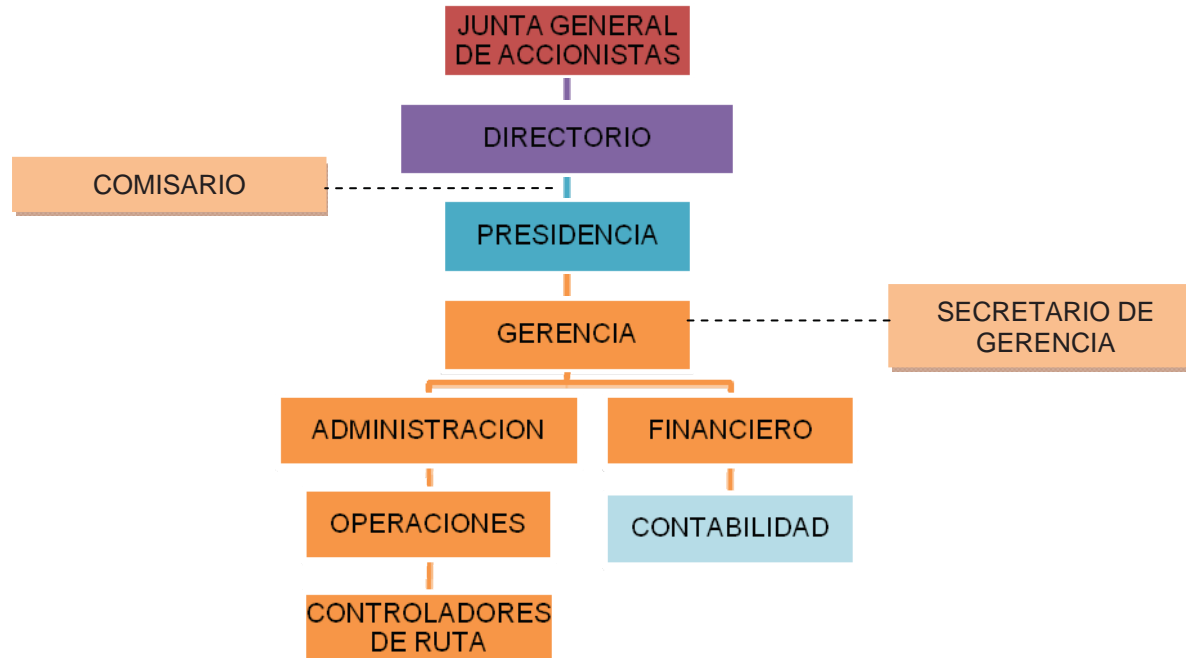 JUNTA GENERAL
DE ACCIONISTAS
DIRECTORIO
COMISARIO
PRESIDENCIA
GERENCIA
SECRETARIO DE
GERENCIA
ADMINISTRACION
FINANCIERO
OPERACIONES
CONTABILIDAD
CONTROLADORES
DE RUTA